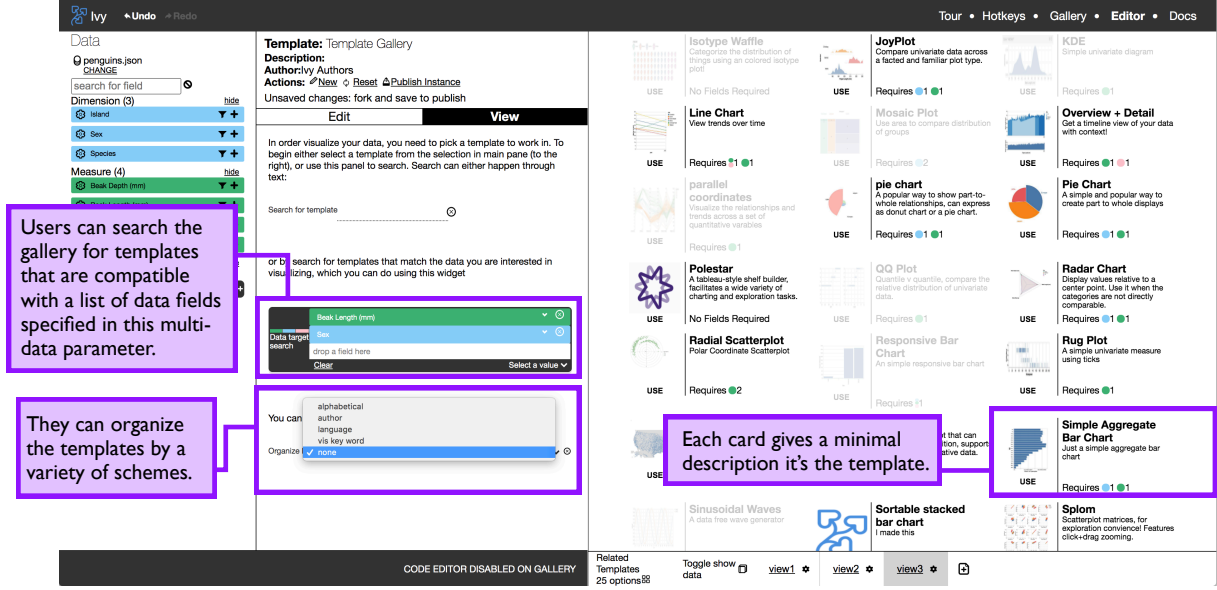 Ivy
Undo
Redo
Tour • Hotkeys • Gallery • Editor • Docs
Data
penguins.json
CHANGE
search for field
Dimension (3)
hide
Island
Sex
Species
Measure (4)
hide
Beak Depth (mm)
Users can search the
gallery for templates
that are compatible
with a list of data fields
specified in this multi-
data parameter.
They can organize
the templates by a
variety of schemes.
Template: Template Gallery
Description:
Author:Ivy Authors
Actions: New Reset Publish Instance
Unsaved changes: fork and save to publish
Edit
View
In order visualize your data, you need to pick a template to work in. To
begin either select a template from the selection in main pane (to the
right), or use this panel to search. Search can either happen through
text:
Search for template
or by search for templates that match the data you are interested in
visualizing, which you can do using this widget
Data target
search
Beak Length (mm)
Sex
drop a field here
Clear
Select a value
You can
alphabetical
author
language
vis key word
Organize
✓ none
CODE EDITOR DISABLED ON GALLERY
Isotype Waffle
Categorize the distribution of
things using an colored isotype
plot!
USE
No Fields Required
JoyPlot
Compare univariate data across
a facted and familiar plot type.
USE
Requires 1 1
KDE
Simple univariate diagram
USE
Requires 1
Line Chart
View trends over time
USE
Requires 1 1
Mosaic Plot
Use area to compare distribution
of groups
USE
Requires 2
Overview + Detail
Get a timeline view of your data
with context!
USE
Requires 1 1
parallel
coordinates
Visualize the relationships and
trends across a set of
quantitative variables
USE
Requires 1
pie chart
A popular way to show part-to-
whole relationships, can express
as donut chart or a pie chart.
USE
Requires 1 1
Pie Chart
A simple and popular way to
create part to whole displays
USE
Requires 1 1
Polestar
A tableau-style shelf builder,
facilitates a wide variety of
charting and exploration tasks.
USE
No Fields Required
QQ Plot
Quantile v quantile, compare the
relative distribution of univariate
data.
USE
Requires 1
Radar Chart
Display values relative to a
center point. Use it when the
categories are not directly
comparable.
USE
Requires 1 1
Radial Scatterplot
Polar Coordinate Scatterplot
USE
Requires 2
Responsive Bar
Chart
An simple responsive bar chart
USE
Requires 1
Rug Plot
A simple univariate measure
using ticks
USE
Requires 1
USE
Each card gives a minimal
description it's the template.
Simple Aggregate
Bar Chart
Just a simple aggregate bar
chart
USE
Requires 1 1
Sinusoidal Waves
A data free wave generator
Sortable stacked
bar chart
I made this
Splom
Scatterplot matrices, for
exploration convience! Features
click+drag zooming.
Related
Templates
25 options
Toggle show
data
view1
view2
view3